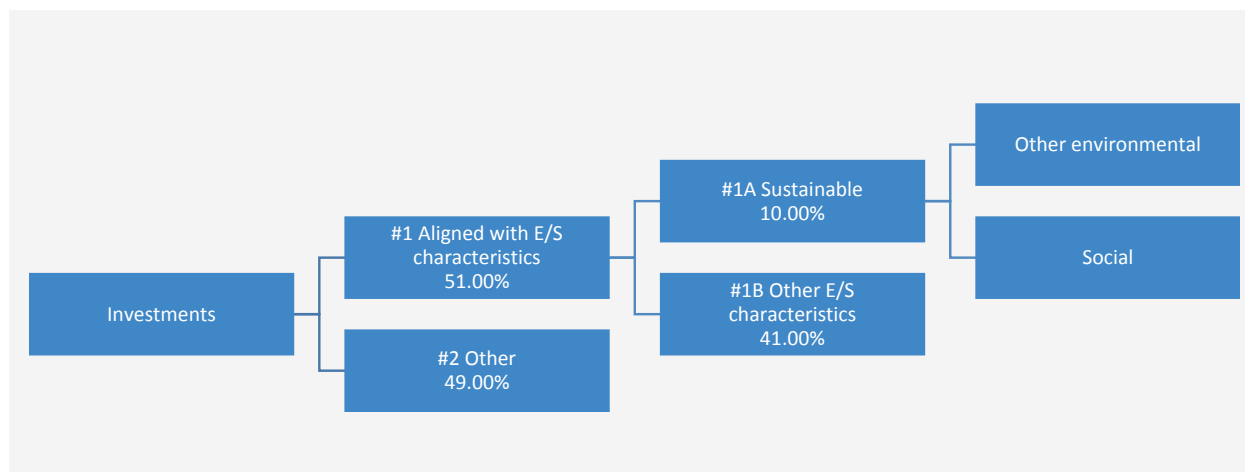 Investments
#1 Aligned with E/S
characteristics
51.00%
#2 Other
49.00%
#1A Sustainable
10.00%
#1B Other E/S
characteristics
41.00%
Other environmental
Social